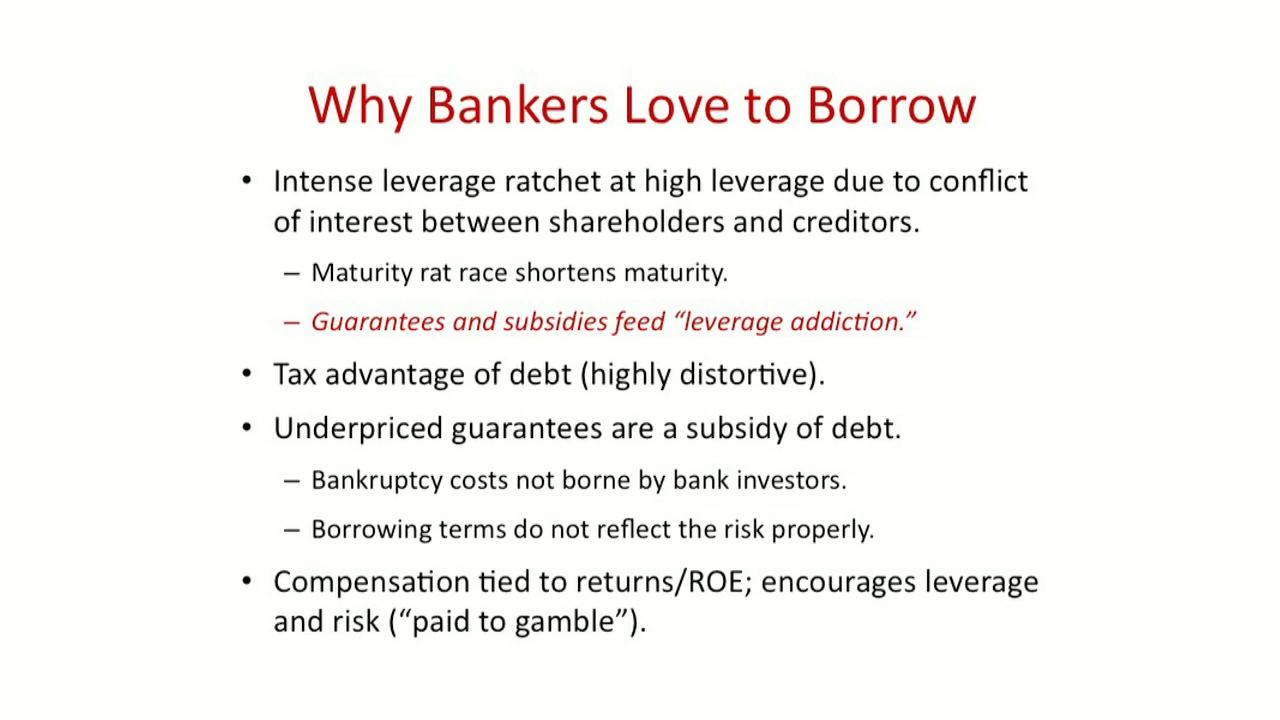 Why Bankers Love to Borrow
• Intense leverage ratchet at high leverage due to conflict
of interest between shareholders and creditors.
– Maturity rat race shortens maturity.
– Guarantees and subsidies feed “leverage addiction.”
• Tax advantage of debt (highly distortive).
• Underpriced guarantees are a subsidy of debt.
– Bankruptcy costs not borne by bank investors.
– Borrowing terms do not reflect the risk properly.
• Compensation tied to returns/ROE; encourages leverage
and risk (“paid to gamble”).